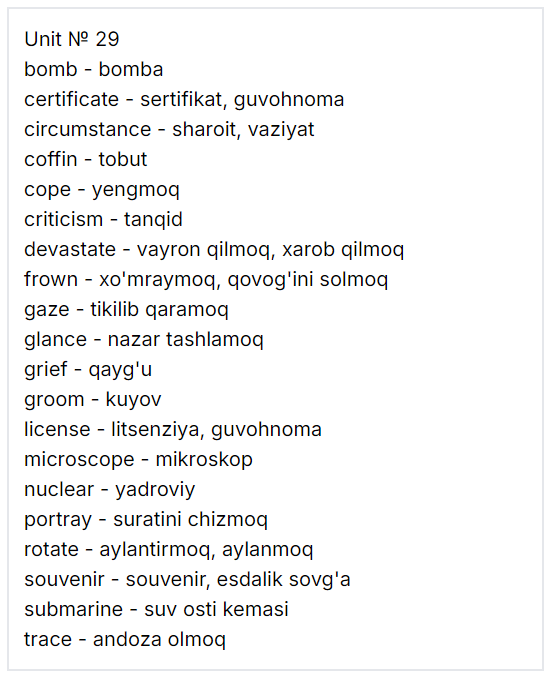 Unit № 29
bomb - bomba
certificate - sertifikat, guvohnoma
circumstance - sharoit, vaziyat
coffin - tobut
cope - yengmoq
criticism - tanqid
devastate - vayron qilmoq, xarob qilmoq
frown - xo'mraymoq, qovog'ini solmoq
gaze - tikilib qaramoq
glance - nazar tashlamoq
grief - qayg'u
groom - kuyov
license - litsenziya, guvohnoma
microscope - mikroskop
nuclear - yadroviy
portray - suratini chizmoq
rotate - aylantirmoq, aylanmoq
souvenir - souvenir, esdalik sovg'a
submarine - suv osti kemasi
trace - andoza olmoq